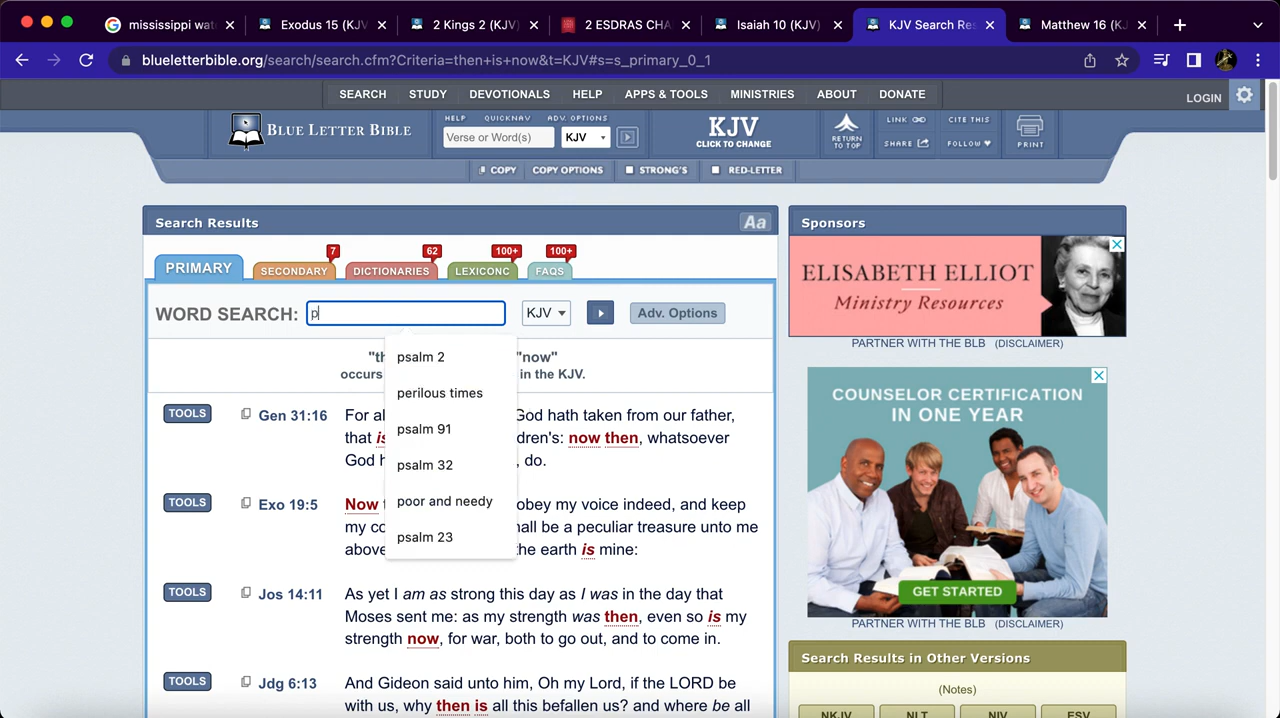 mississippi wat
Exodus 15 (KJV
2 Kings 2 (KJV)
2 ESDRAS CHA
Isaiah 10 (KJV)
KJV Search Res
Matthew 16 (KJ
blueletterbible.org/search/search.cfm?Criteria=then+is+now&t=KJV#s=s_primary_0_1
SEARCH STUDY DEVOTIONALS HELP APPS & TOOLS MINISTRIES ABOUT DONATE LOGIN
BLUE LETTER BIBLE
HELP QUICKNAV ADV. OPTIONS
Verse or Word(s) KJV
KJV
CLICK TO CHANGE
RETURN
TO TOP
LINK CITE THIS
SHARE FOLLOW
PRINT
COPY COPY OPTIONS STRONG'S RED-LETTER
Search Results Aa
7 62 100+ 100+
PRIMARY SECONDARY DICTIONARIES LEXICONC FAQS
WORD SEARCH: p KJV Adv. Options
psalm 2
perilous times
psalm 91
psalm 32
poor and needy
psalm 23
"th "now"
occurs in the KJV.
TOOLS Gen 31:16 For al God hath taken from our father,
that is dren's: now then, whatsoever
God h , do.
TOOLS Exo 19:5 Now obey my voice indeed, and keep
my co hall be a peculiar treasure unto me
above the earth is mine:
TOOLS Jos 14:11 As yet I am as strong this day as I was in the day that
Moses sent me: as my strength was then, even so is my
strength now, for war, both to go out, and to come in.
TOOLS Jdg 6:13 And Gideon said unto him, Oh my Lord, if the LORD be
with us, why then is all this befallen us? and where be all
Sponsors
ELISABETH ELLIOT
Ministry Resources
PARTNER WITH THE BLB (DISCLAIMER)
COUNSELOR CERTIFICATION
IN ONE YEAR
GET STARTED
PARTNER WITH THE BLB (DISCLAIMER)
Search Results in Other Versions
(Notes)
NKJV NLT NIV ESV